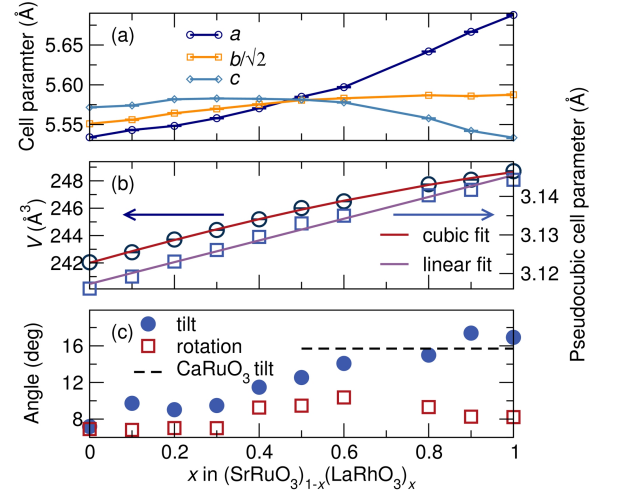 Cell paramter (Å)
5.65
5.60
5.55
(a)
a
b/√2
c
V (Å³)
248
246
244
242
(b)
cubic fit
linear fit
3.14
3.13
3.12
Pseudocubic cell parameter (Å)
Angle (deg)
16
12
8
(c)
tilt
rotation
CaRuO₃ tilt
0 0.2 0.4 0.6 0.8 1
x in (SrRuO₃)₁₋ₓ(LaRhO₃)ₓ